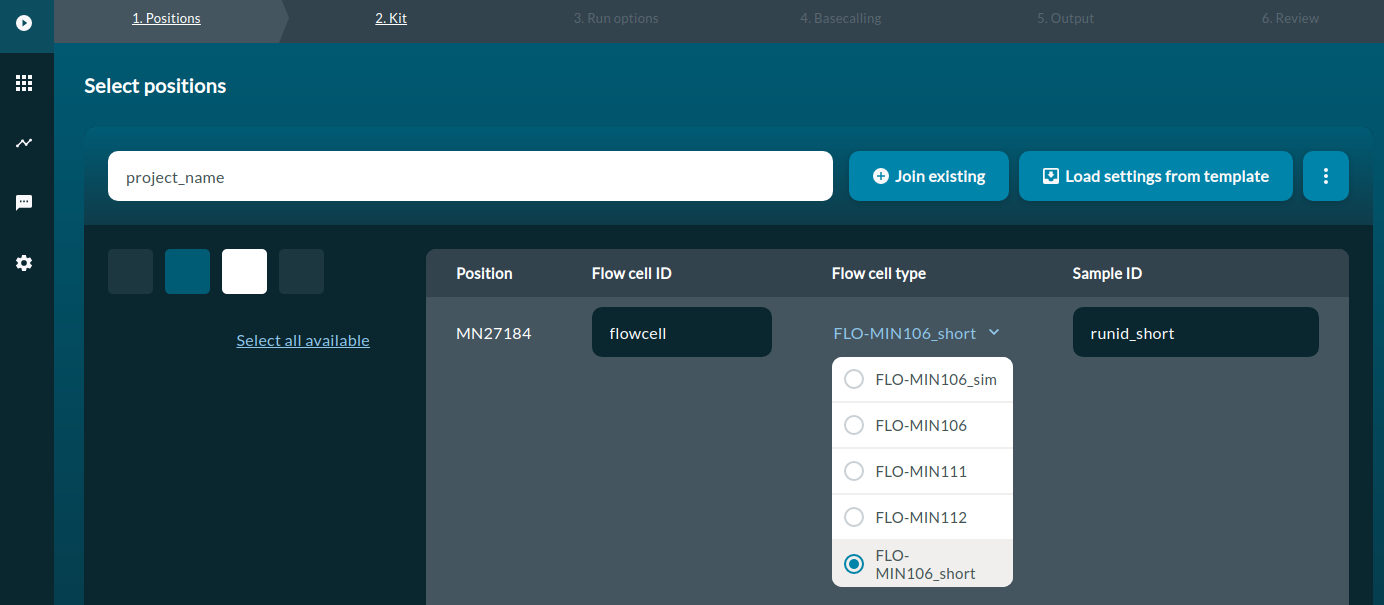 1. Positions
2. Kit
3. Run options
4. Basecalling
5. Output
6. Review
Select positions
project_name
Join existing
Load settings from template
Select all available
Position
Flow cell ID
Flow cell type
Sample ID
MN27184
flowcell
FLO-MIN106_short
runid_short
FLO-MIN106_sim
FLO-MIN106
FLO-MIN111
FLO-MIN112
FLO-
MIN106_short